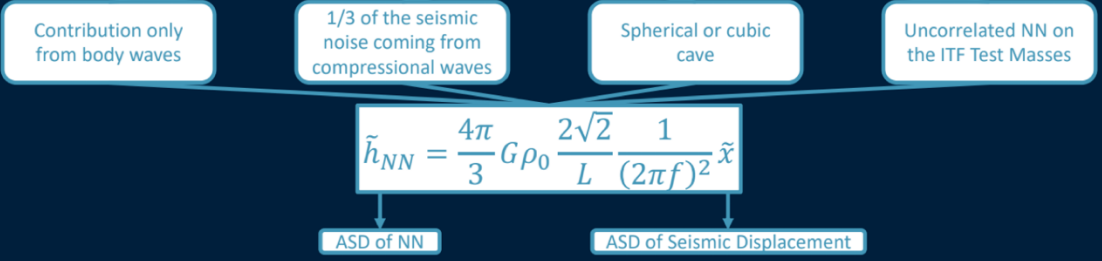 Contribution only
from body waves
1/3 of the seismic
noise coming from
compressional waves
Spherical or cubic
cave
Uncorrelated NN on
the ITF Test Masses
h̃_NN = 4π/3 Gρ₀ 2√2/L 1/(2πf)² x̃
ASD of NN
ASD of Seismic Displacement